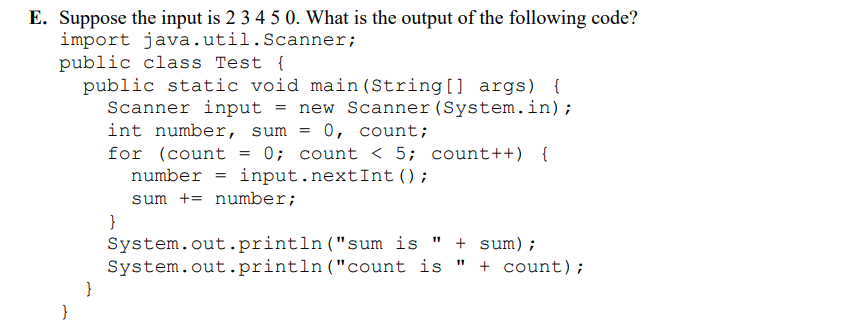 E. Suppose the input is 2 3 4 5 0. What is the output of the following code?
import java.util.Scanner;
public class Test {
public static void main(String[] args) {
Scanner input = new Scanner(System.in);
int number, sum = 0, count;
for (count = 0; count < 5; count++) {
number = input.nextInt();
sum += number;
}
System.out.println("sum is " + sum);
System.out.println("count is " + count);
}
}